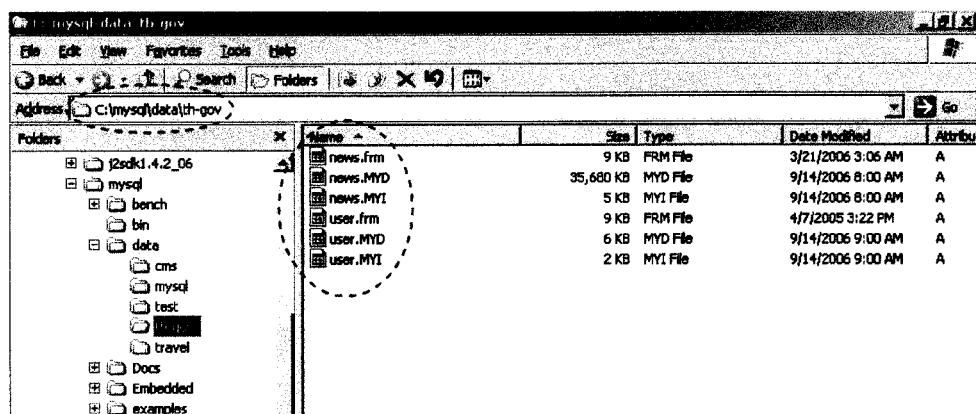 C:\mysql\data\th-gov
File Edit View Favorites Tools Help
Back Search Folders
Address C:\mysql\data\th-gov Go
Folders
j2sdk1.4.2_06
mysql
bench
bin
data
cms
mysql
test
travel
Docs
Embedded
examples
Name Size Type Date Modified Attribu
news.frm 9 KB FRM File 3/21/2006 3:06 AM A
news.MYD 35,680 KB MYD File 9/14/2006 8:00 AM A
news.MYI 5 KB MYI File 9/14/2006 8:00 AM A
user.frm 9 KB FRM File 4/7/2005 3:22 PM A
user.MYD 6 KB MYD File 9/14/2006 9:00 AM A
user.MYI 2 KB MYI File 9/14/2006 9:00 AM A